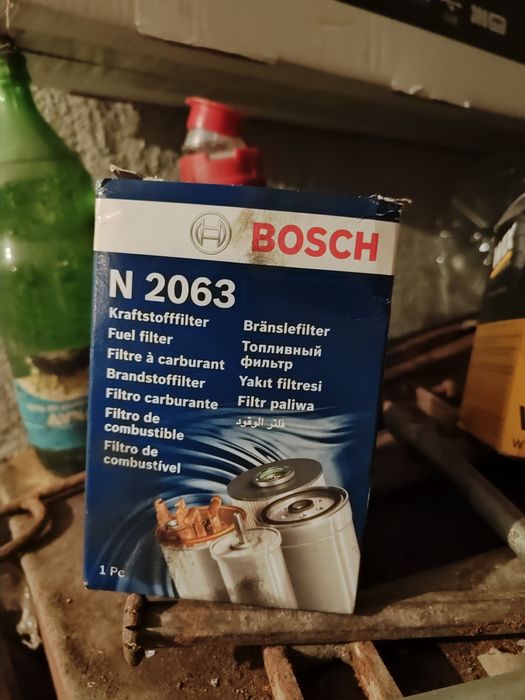 BOSCH
N 2063
Kraftstofffilter
Fuel filter
Filtre à carburant
Brandstoffilter
Filtro carburante
Filtro de
combustible
Filtro de
combustível
Bränslefilter
Топливный
фильтр
Yakıt filtresi
Filtr paliwa
فلتر الوقود
1 Pc